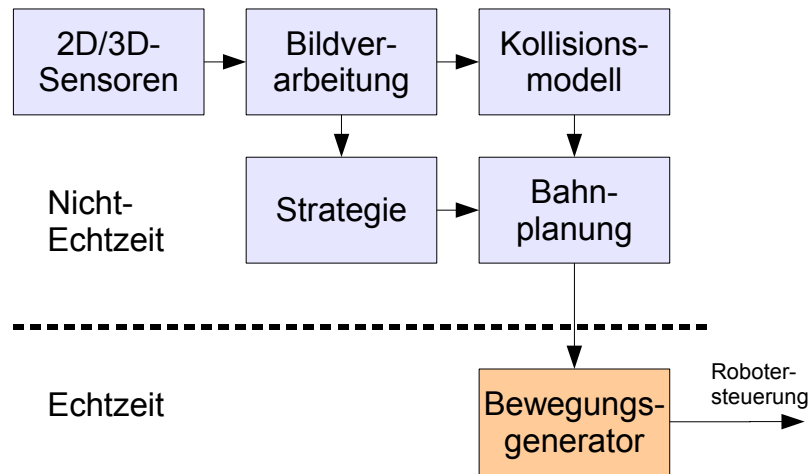 2D/3D-
Sensoren
Bildver-
arbeitung
Kollisions-
modell
Strategie
Bahn-
planung
Nicht-
Echtzeit
Echtzeit
Bewegungs-
generator
Roboter-
steuerung